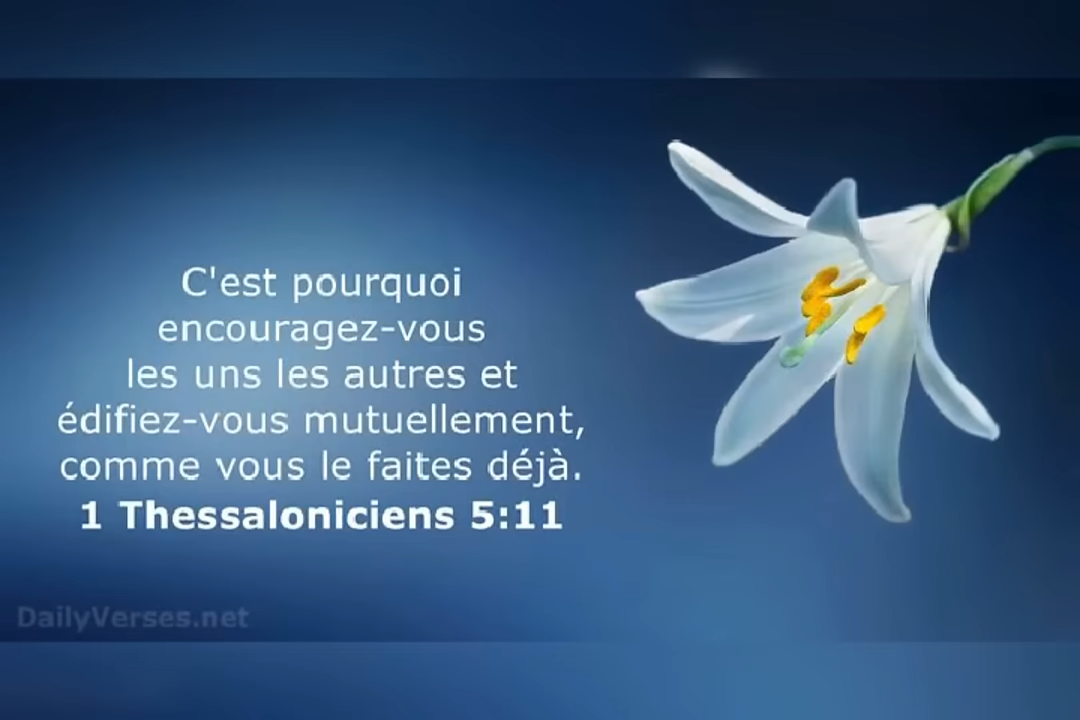 C'est pourquoi
encouragez-vous
les uns les autres et
édifiez-vous mutuellement,
comme vous le faites déjà.
1 Thessaloniciens 5:11
DailyVerses.net